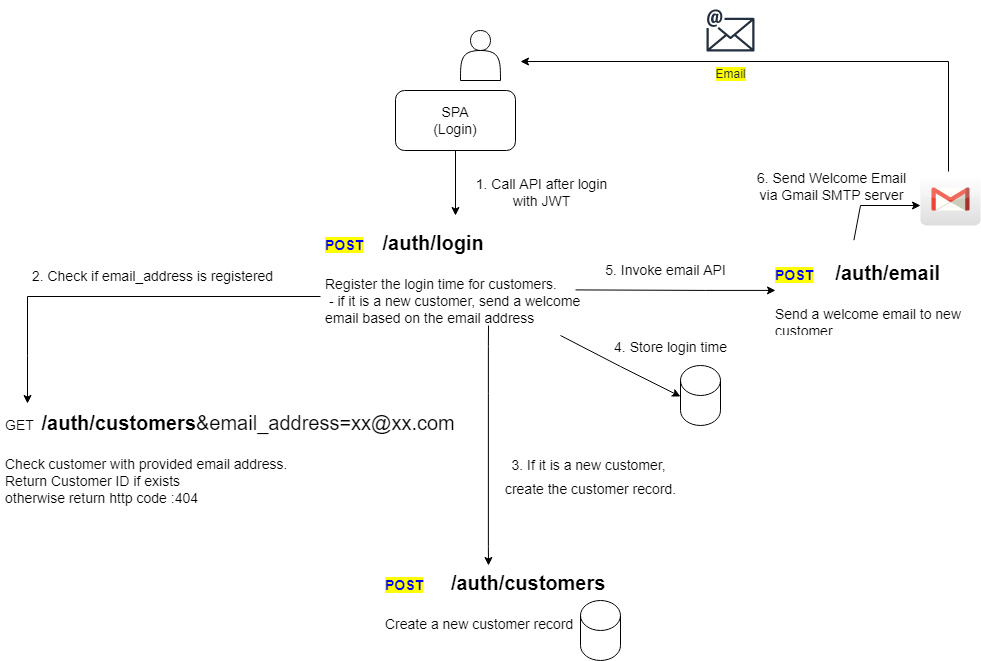 Email
SPA
(Login)
1. Call API after login
with JWT
6. Send Welcome Email
via Gmail SMTP server
POST /auth/login
2. Check if email_address is registered
Register the login time for customers.
- if it is a new customer, send a welcome
email based on the email address
5. Invoke email API
POST /auth/email
Send a welcome email to new
customer
4. Store login time
GET /auth/customers&email_address=xx@xx.com
Check customer with provided email address.
Return Customer ID if exists
otherwise return http code :404
3. If it is a new customer,
create the customer record.
POST /auth/customers
Create a new customer record